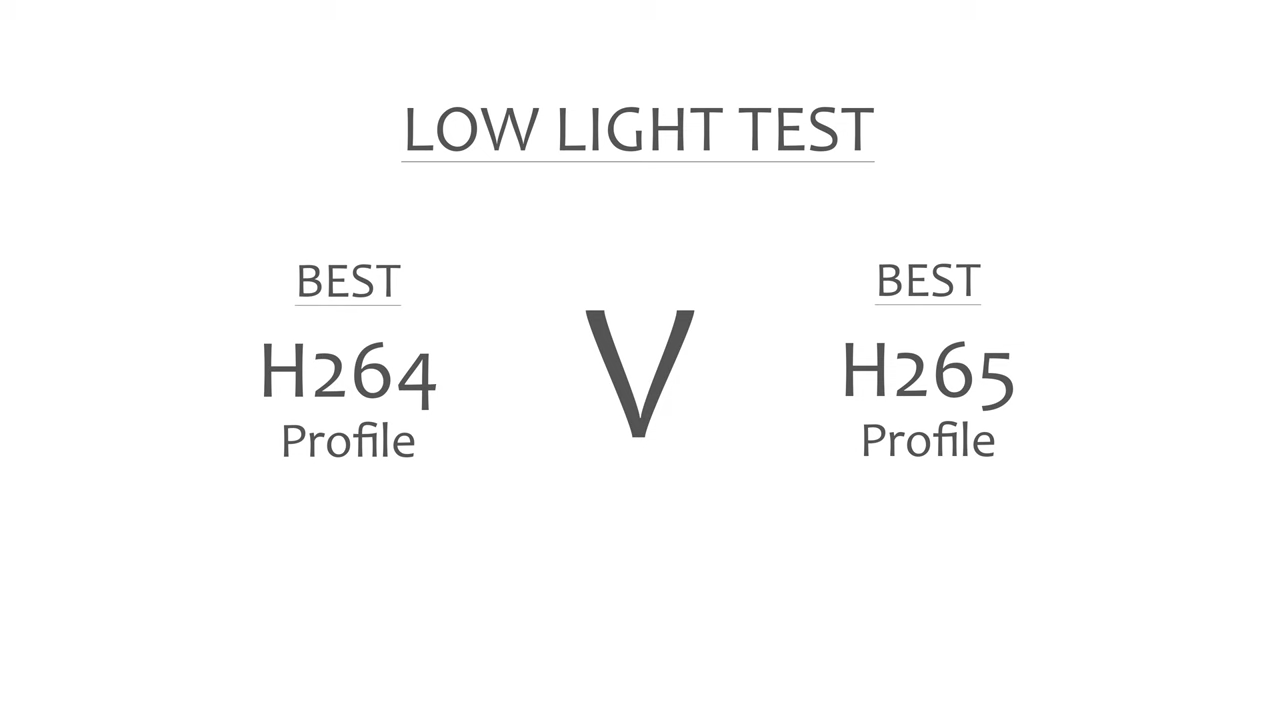 LOW LIGHT TEST
BEST
H264
Profile
V
BEST
H265
Profile